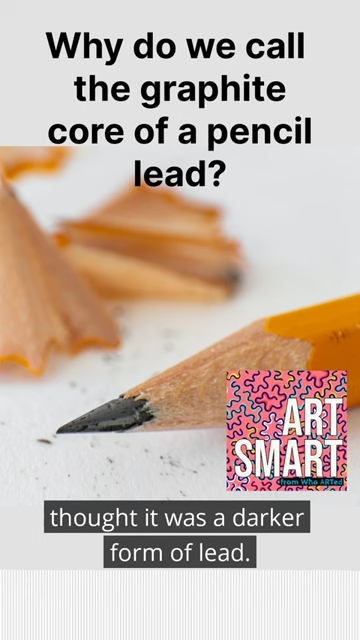 Why do we call
the graphite
core of a pencil
lead?
ART
SMART
from Who ARTed
thought it was a darker
form of lead.